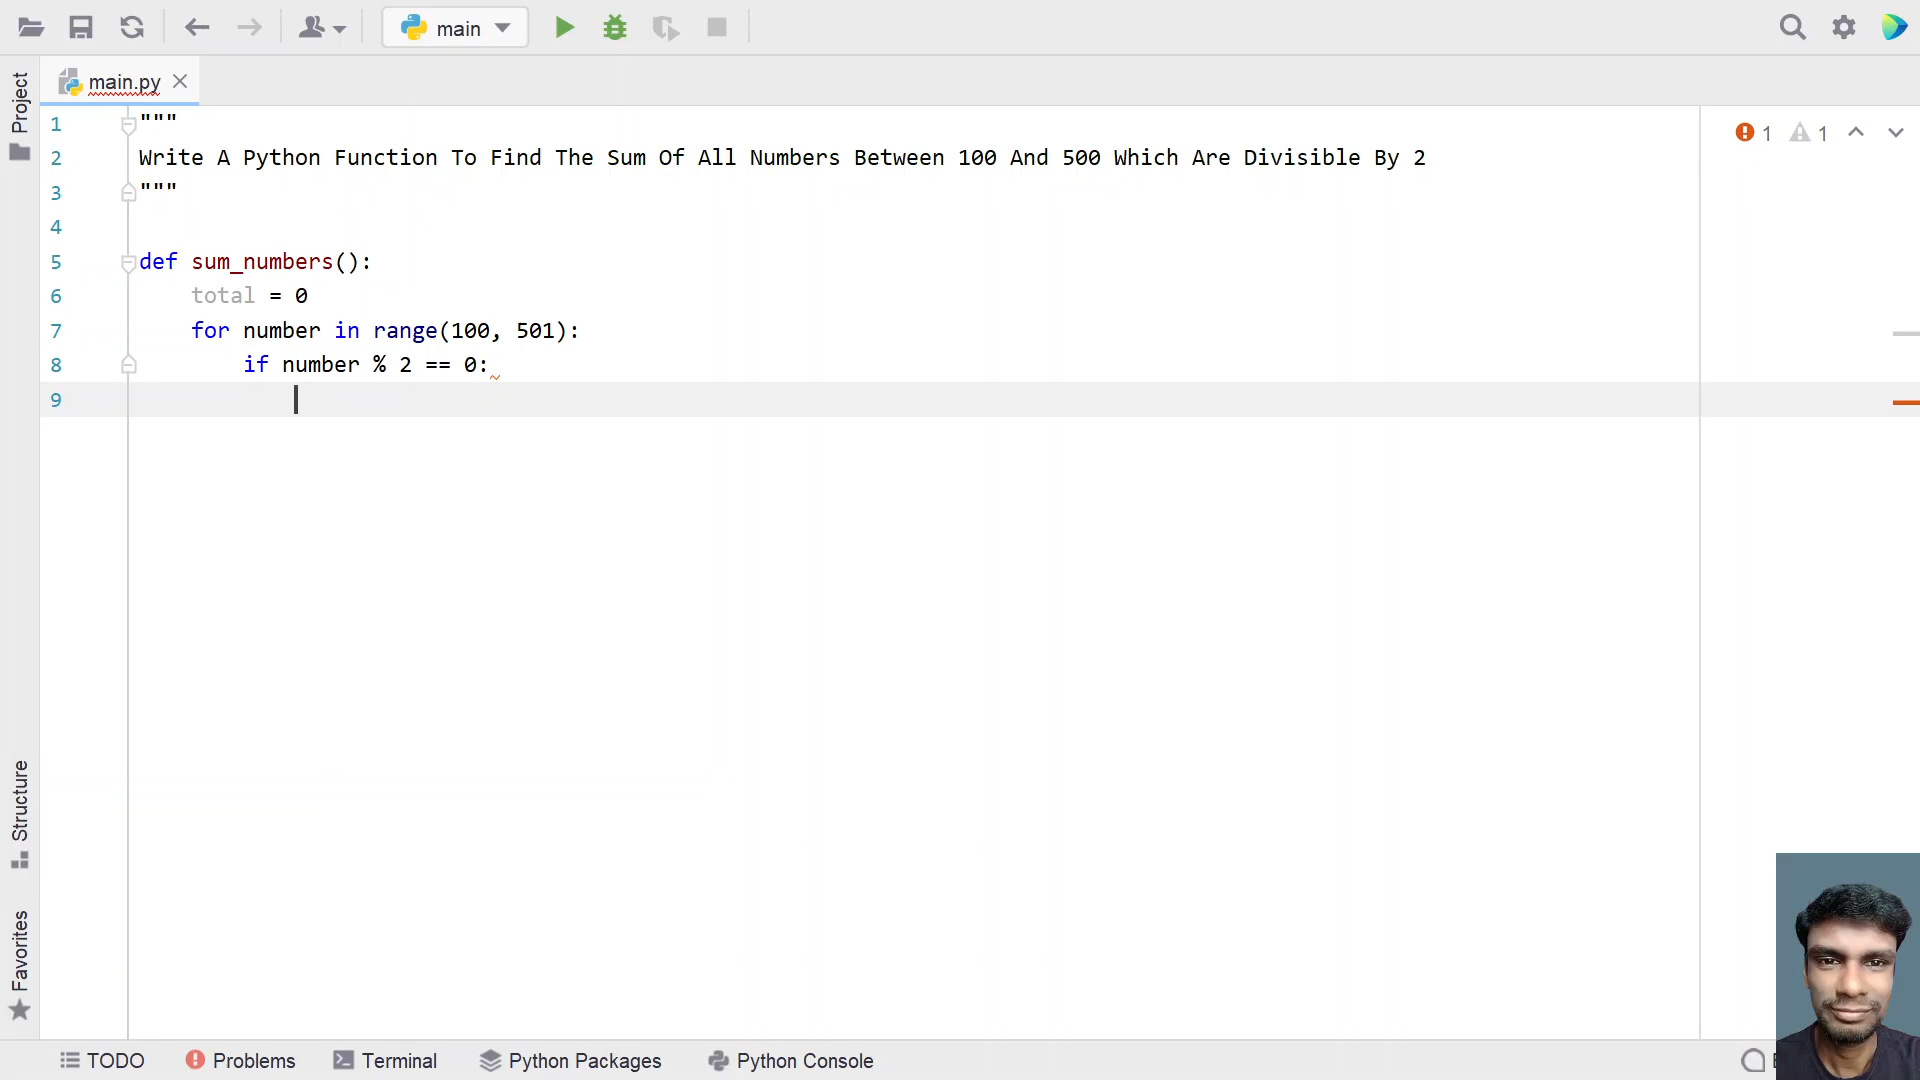 main
Project
main.py
1 1
1 """
2 Write A Python Function To Find The Sum Of All Numbers Between 100 And 500 Which Are Divisible By 2
3 """
4
5 def sum_numbers():
6 total = 0
7 for number in range(100, 501):
8 if number % 2 == 0:
9
Structure
Favorites
TODO Problems Terminal Python Packages Python Console